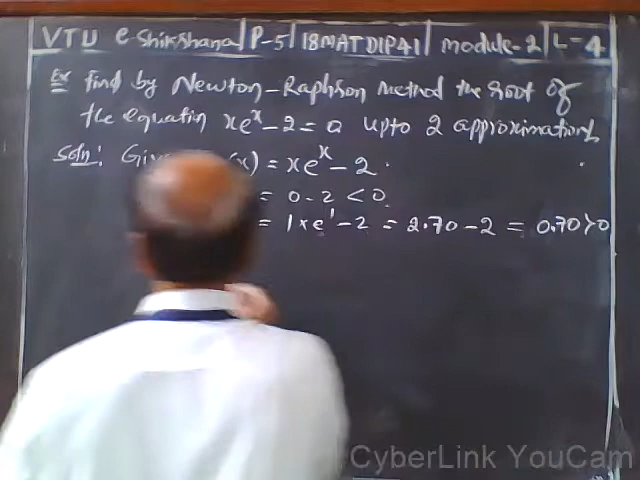 VTU e-Shikshana | P-5 | 18MATDIP41 | module-2 | L-4
Ex Find by Newton-Raphson Method the root of
the equation xe^x - 2 = 0 upto 2 approximations
Soln: Given (x) = xe^x - 2.
= 0 - 2 < 0.
= 1 × e^1 - 2 = 2.70 - 2 = 0.70 > 0
CyberLink YouCam